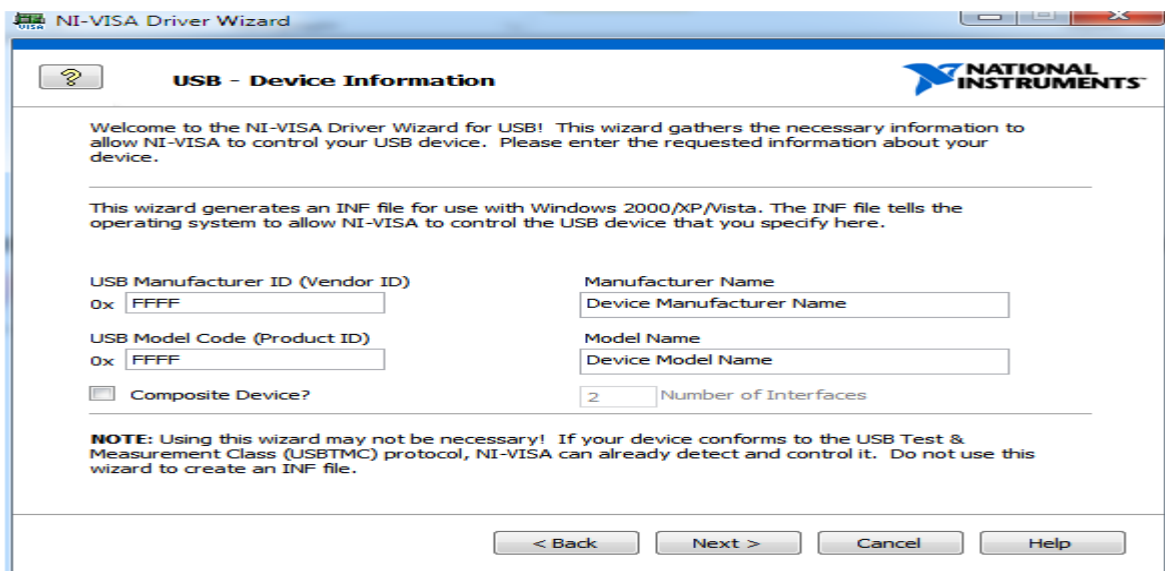 NI-VISA Driver Wizard
USB - Device Information
NATIONAL
INSTRUMENTS
Welcome to the NI-VISA Driver Wizard for USB! This wizard gathers the necessary information to
allow NI-VISA to control your USB device. Please enter the requested information about your
device.
This wizard generates an INF file for use with Windows 2000/XP/Vista. The INF file tells the
operating system to allow NI-VISA to control the USB device that you specify here.
USB Manufacturer ID (Vendor ID)
Manufacturer Name
0x FFFF
Device Manufacturer Name
USB Model Code (Product ID)
Model Name
0x FFFF
Device Model Name
Composite Device?
2 Number of Interfaces
NOTE: Using this wizard may not be necessary! If your device conforms to the USB Test &
Measurement Class (USBTMC) protocol, NI-VISA can already detect and control it. Do not use this
wizard to create an INF file.
< Back
Next >
Cancel
Help